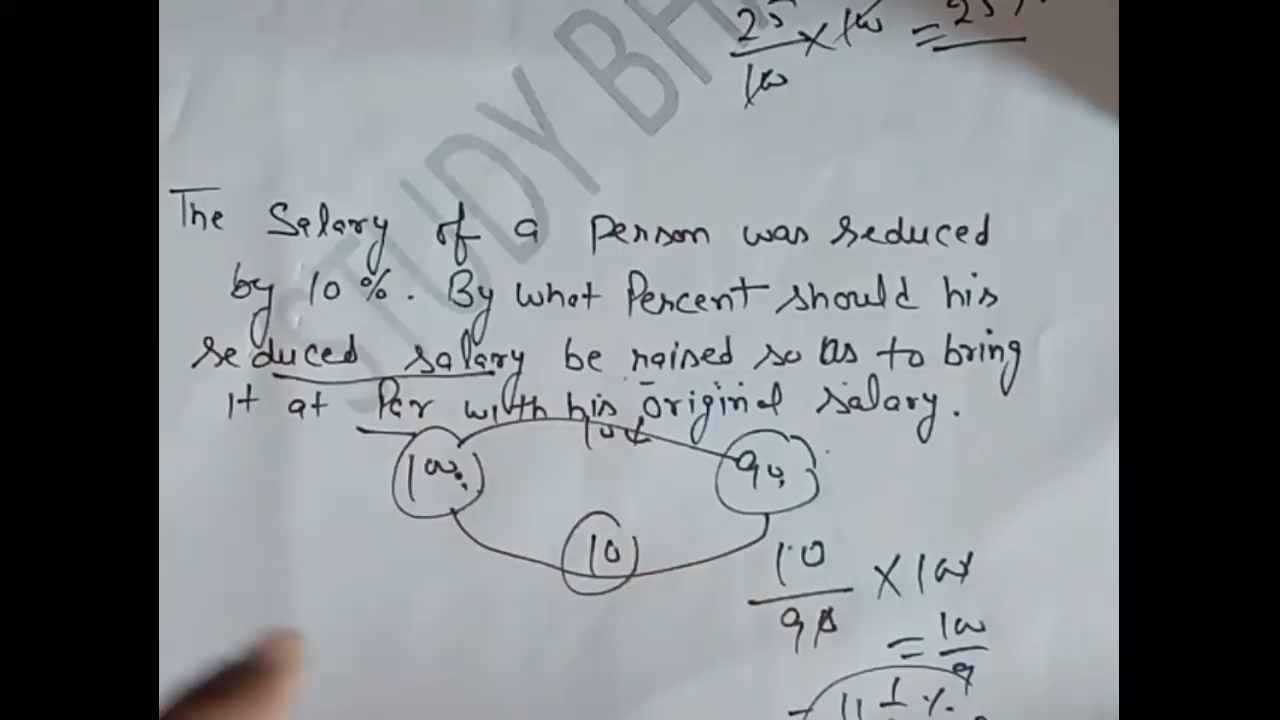 25/100 × 100 = 25%
STUDY BH
The Salary of a Person was reduced
by 10%. By what Percent should his
reduced salary be raised so as to bring
it at Par with his original salary.
100 90
10
10/90 × 100
= 100/9
= 11 1/